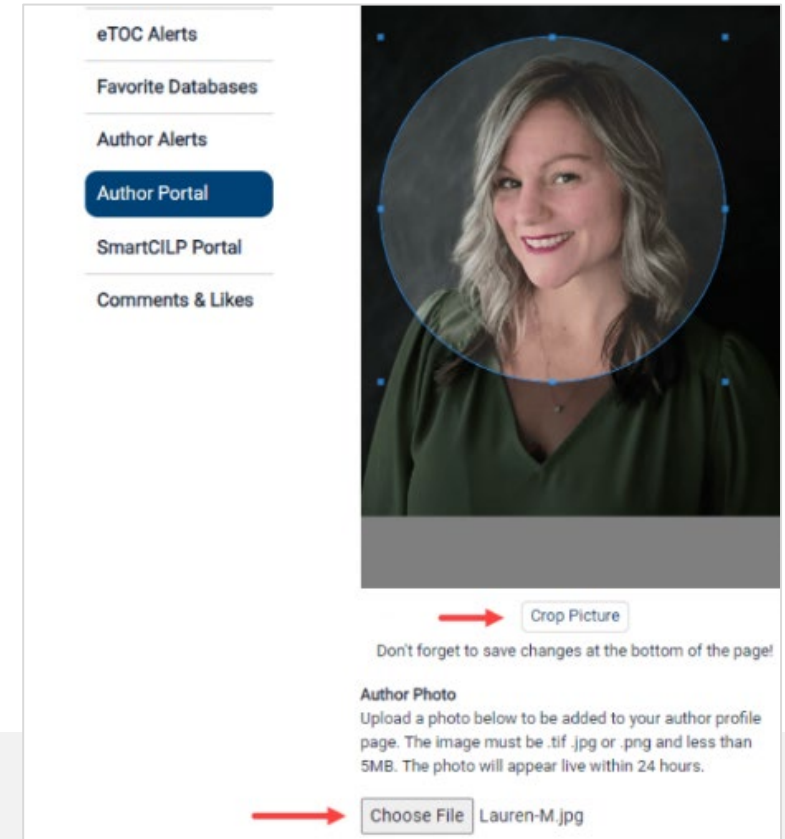 eTOC Alerts
Favorite Databases
Author Alerts
Author Portal
SmartCILP Portal
Comments & Likes
Crop Picture
Don't forget to save changes at the bottom of the page!
Author Photo
Upload a photo below to be added to your author profile
page. The image must be .tif .jpg or .png and less than
5MB. The photo will appear live within 24 hours.
Choose File Lauren-M.jpg